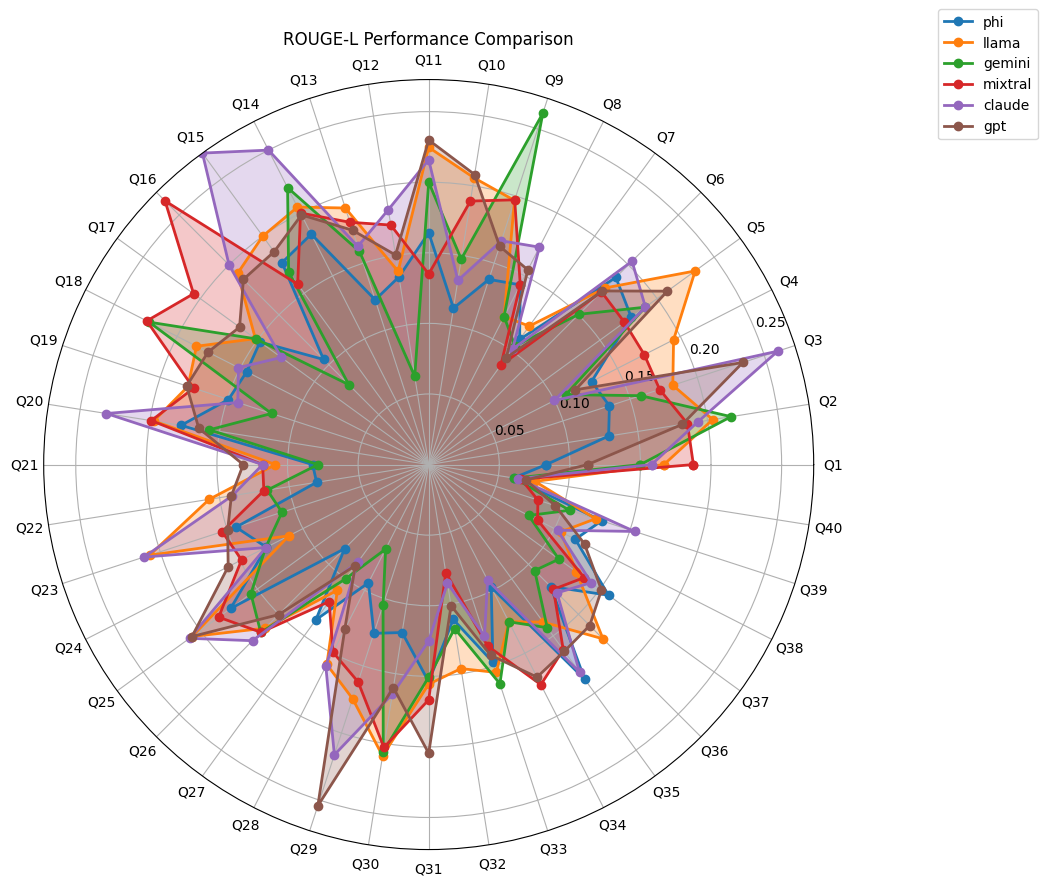 ROUGE-L Performance Comparison
phi
llama
gemini
mixtral
claude
gpt
Q1
Q2
Q3
Q4
Q5
Q6
Q7
Q8
Q9
Q10
Q11
Q12
Q13
Q14
Q15
Q16
Q17
Q18
Q19
Q20
Q21
Q22
Q23
Q24
Q25
Q26
Q27
Q28
Q29
Q30
Q31
Q32
Q33
Q34
Q35
Q36
Q37
Q38
Q39
Q40
0.05
0.10
0.15
0.20
0.25